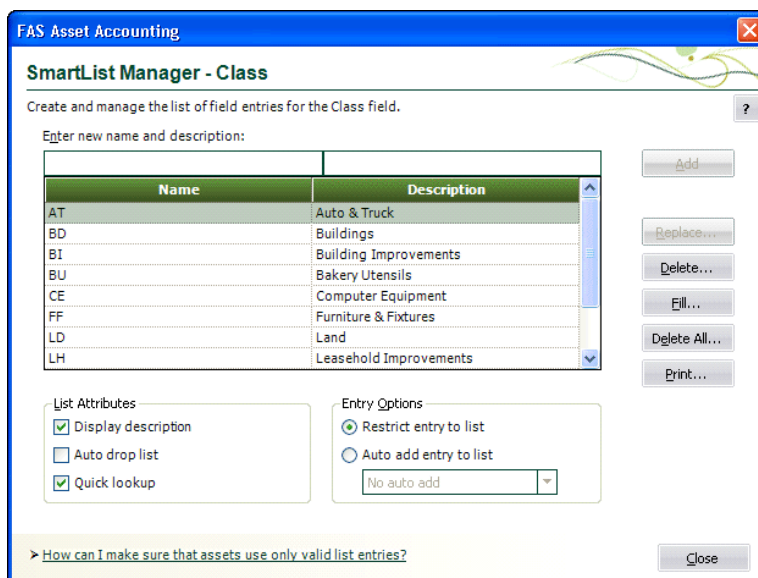 FAS Asset Accounting
SmartList Manager - Class
Create and manage the list of field entries for the Class field.
?
Enter new name and description:
Add
Name Description
AT Auto & Truck
BD Buildings
Replace...
BI Building Improvements
BU Bakery Utensils
Delete...
CE Computer Equipment
Fill...
FF Furniture & Fixtures
LD Land
Delete All...
LH Leasehold Improvements
Print...
List Attributes
Display description
Auto drop list
Quick lookup
Entry Options
Restrict entry to list
Auto add entry to list
No auto add
How can I make sure that assets use only valid list entries?
Close